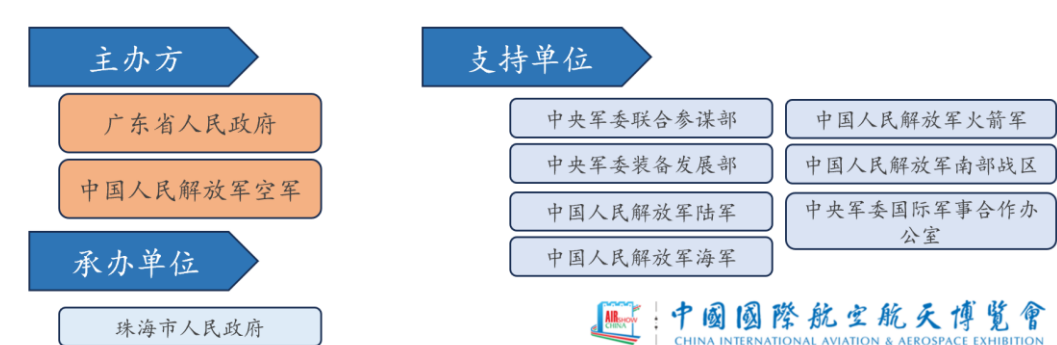 主办方
广东省人民政府
中国人民解放军空军
承办单位
珠海市人民政府
支持单位
中央军委联合参谋部
中央军委装备发展部
中国人民解放军陆军
中国人民解放军海军
中国人民解放军火箭军
中国人民解放军南部战区
中央军委国际军事合作办
公室
AIRSHOW
CHINA
中國國際航空航天博覽會
CHINA INTERNATIONAL AVIATION & AEROSPACE EXHIBITION